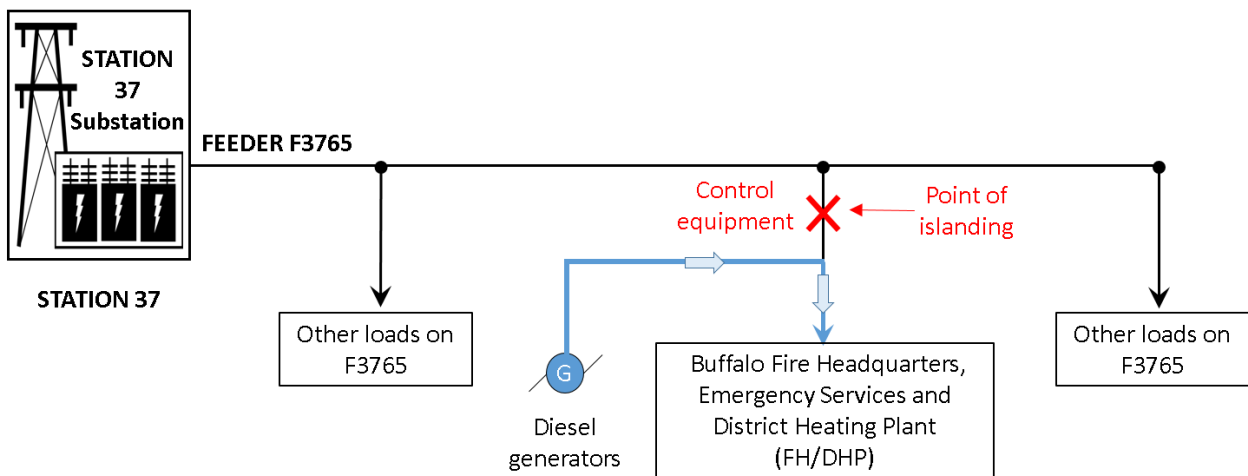 STATION
37
Substation
FEEDER F3765
Control
equipment
Point of
islanding
STATION 37
Other loads on
F3765
G
Diesel
generators
Buffalo Fire Headquarters,
Emergency Services and
District Heating Plant
(FH/DHP)
Other loads on
F3765